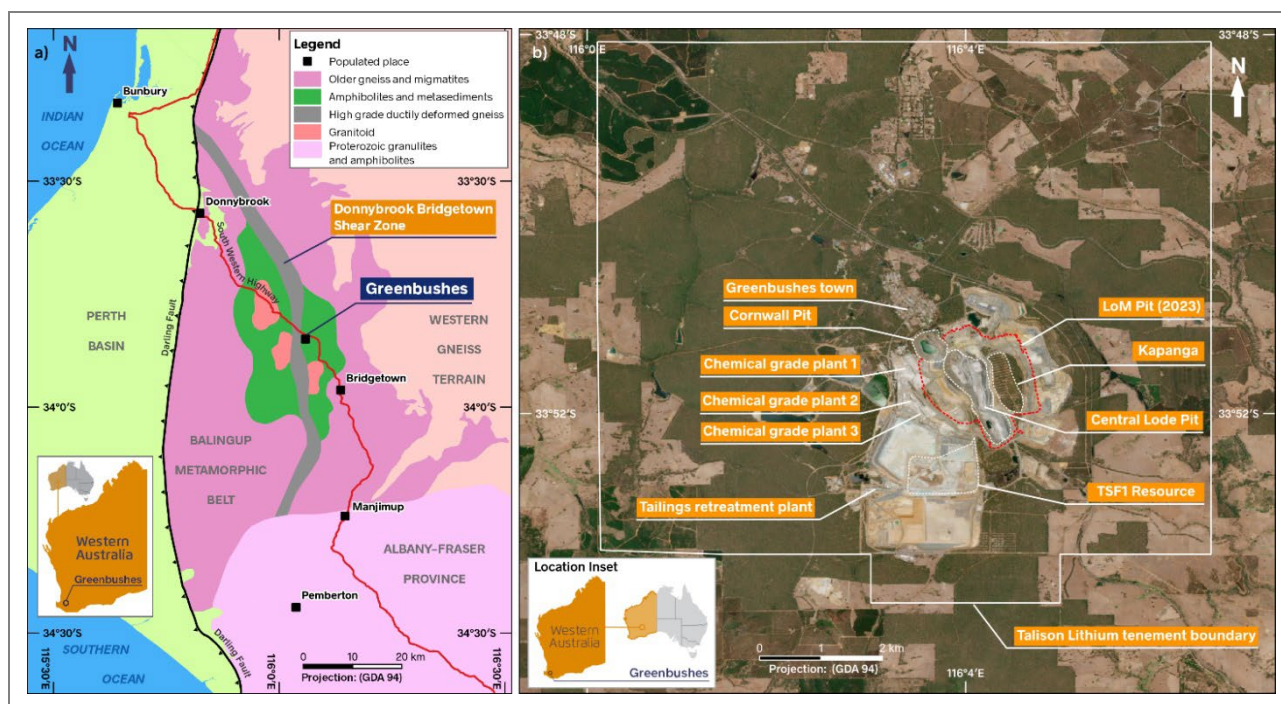 a)
N
Bunbury
INDIAN
OCEAN
Legend
Populated place
Older gneiss and migmatites
Amphibolites and metasediments
High grade ductily deformed gneiss
Granitoid
Proterozoic granulites
and amphibolites
33°30'S
33°30'S
Donnybrook
Donnybrook Bridgetown
Shear Zone
South Western Highway
Greenbushes
PERTH
BASIN
Darling Fault
WESTERN
GNEISS
TERRAIN
Bridgetown
34°0'S
34°0'S
BALINGUP
METAMORPHIC
BELT
Manjimup
ALBANY-FRASER
PROVINCE
Western
Australia
Greenbushes
Pemberton
34°30'S
34°30'S
SOUTHERN
OCEAN
Darling Fault
0 10 20 km
Projection: (GDA 94)
115°30'E
116°0'E
116°30'E
b)
33°48'S
116°0'E
116°4'E
33°48'S
N
Greenbushes town
Cornwall Pit
LoM Pit (2023)
Kapanga
Chemical grade plant 1
Chemical grade plant 2
Chemical grade plant 3
Central Lode Pit
33°52'S
33°52'S
Tailings retreatment plant
TSF1 Resource
Location Inset
Western
Australia
Greenbushes
0 1 2 km
Projection: (GDA 94)
116°4'E
Talison Lithium tenement boundary